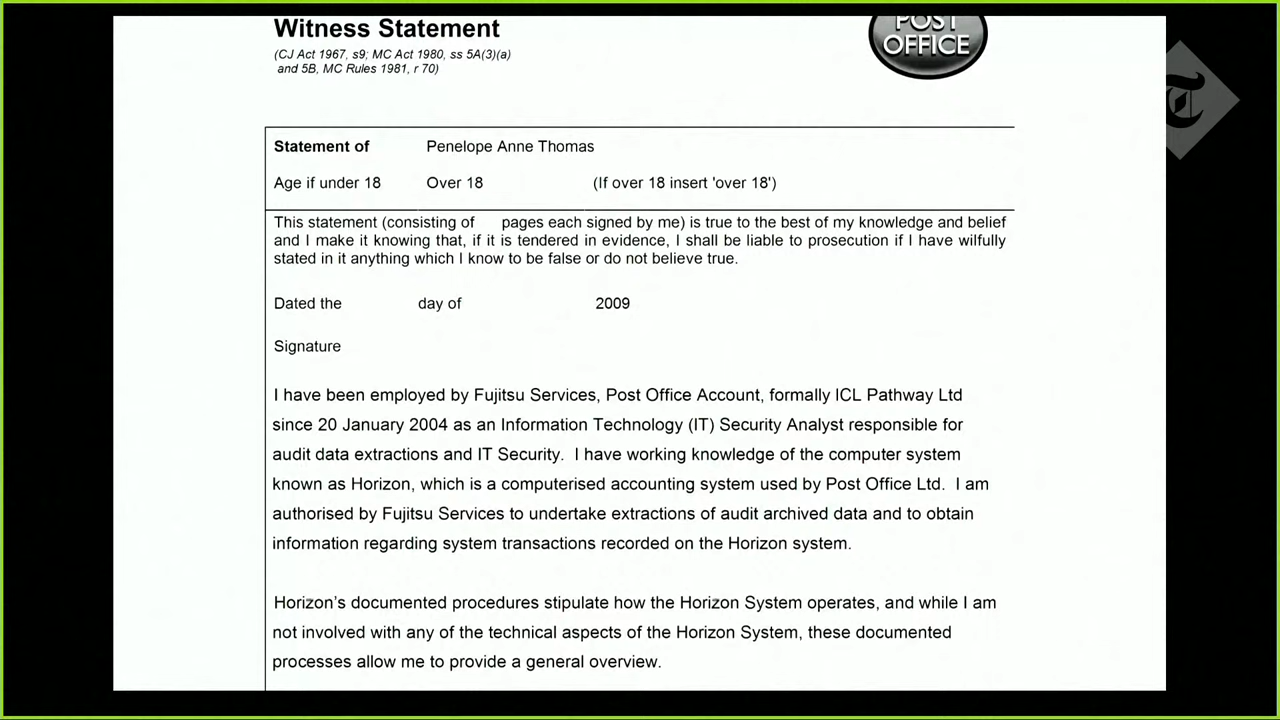 Witness Statement
POST
OFFICE
(CJ Act 1967, s9; MC Act 1980, ss 5A(3)(a)
and 5B, MC Rules 1981, r 70)
Statement of Penelope Anne Thomas
Age if under 18 Over 18 (If over 18 insert 'over 18')
This statement (consisting of pages each signed by me) is true to the best of my knowledge and belief
and I make it knowing that, if it is tendered in evidence, I shall be liable to prosecution if I have wilfully
stated in it anything which I know to be false or do not believe true.
Dated the day of 2009
Signature
I have been employed by Fujitsu Services, Post Office Account, formally ICL Pathway Ltd
since 20 January 2004 as an Information Technology (IT) Security Analyst responsible for
audit data extractions and IT Security. I have working knowledge of the computer system
known as Horizon, which is a computerised accounting system used by Post Office Ltd. I am
authorised by Fujitsu Services to undertake extractions of audit archived data and to obtain
information regarding system transactions recorded on the Horizon system.
Horizon's documented procedures stipulate how the Horizon System operates, and while I am
not involved with any of the technical aspects of the Horizon System, these documented
processes allow me to provide a general overview.
T